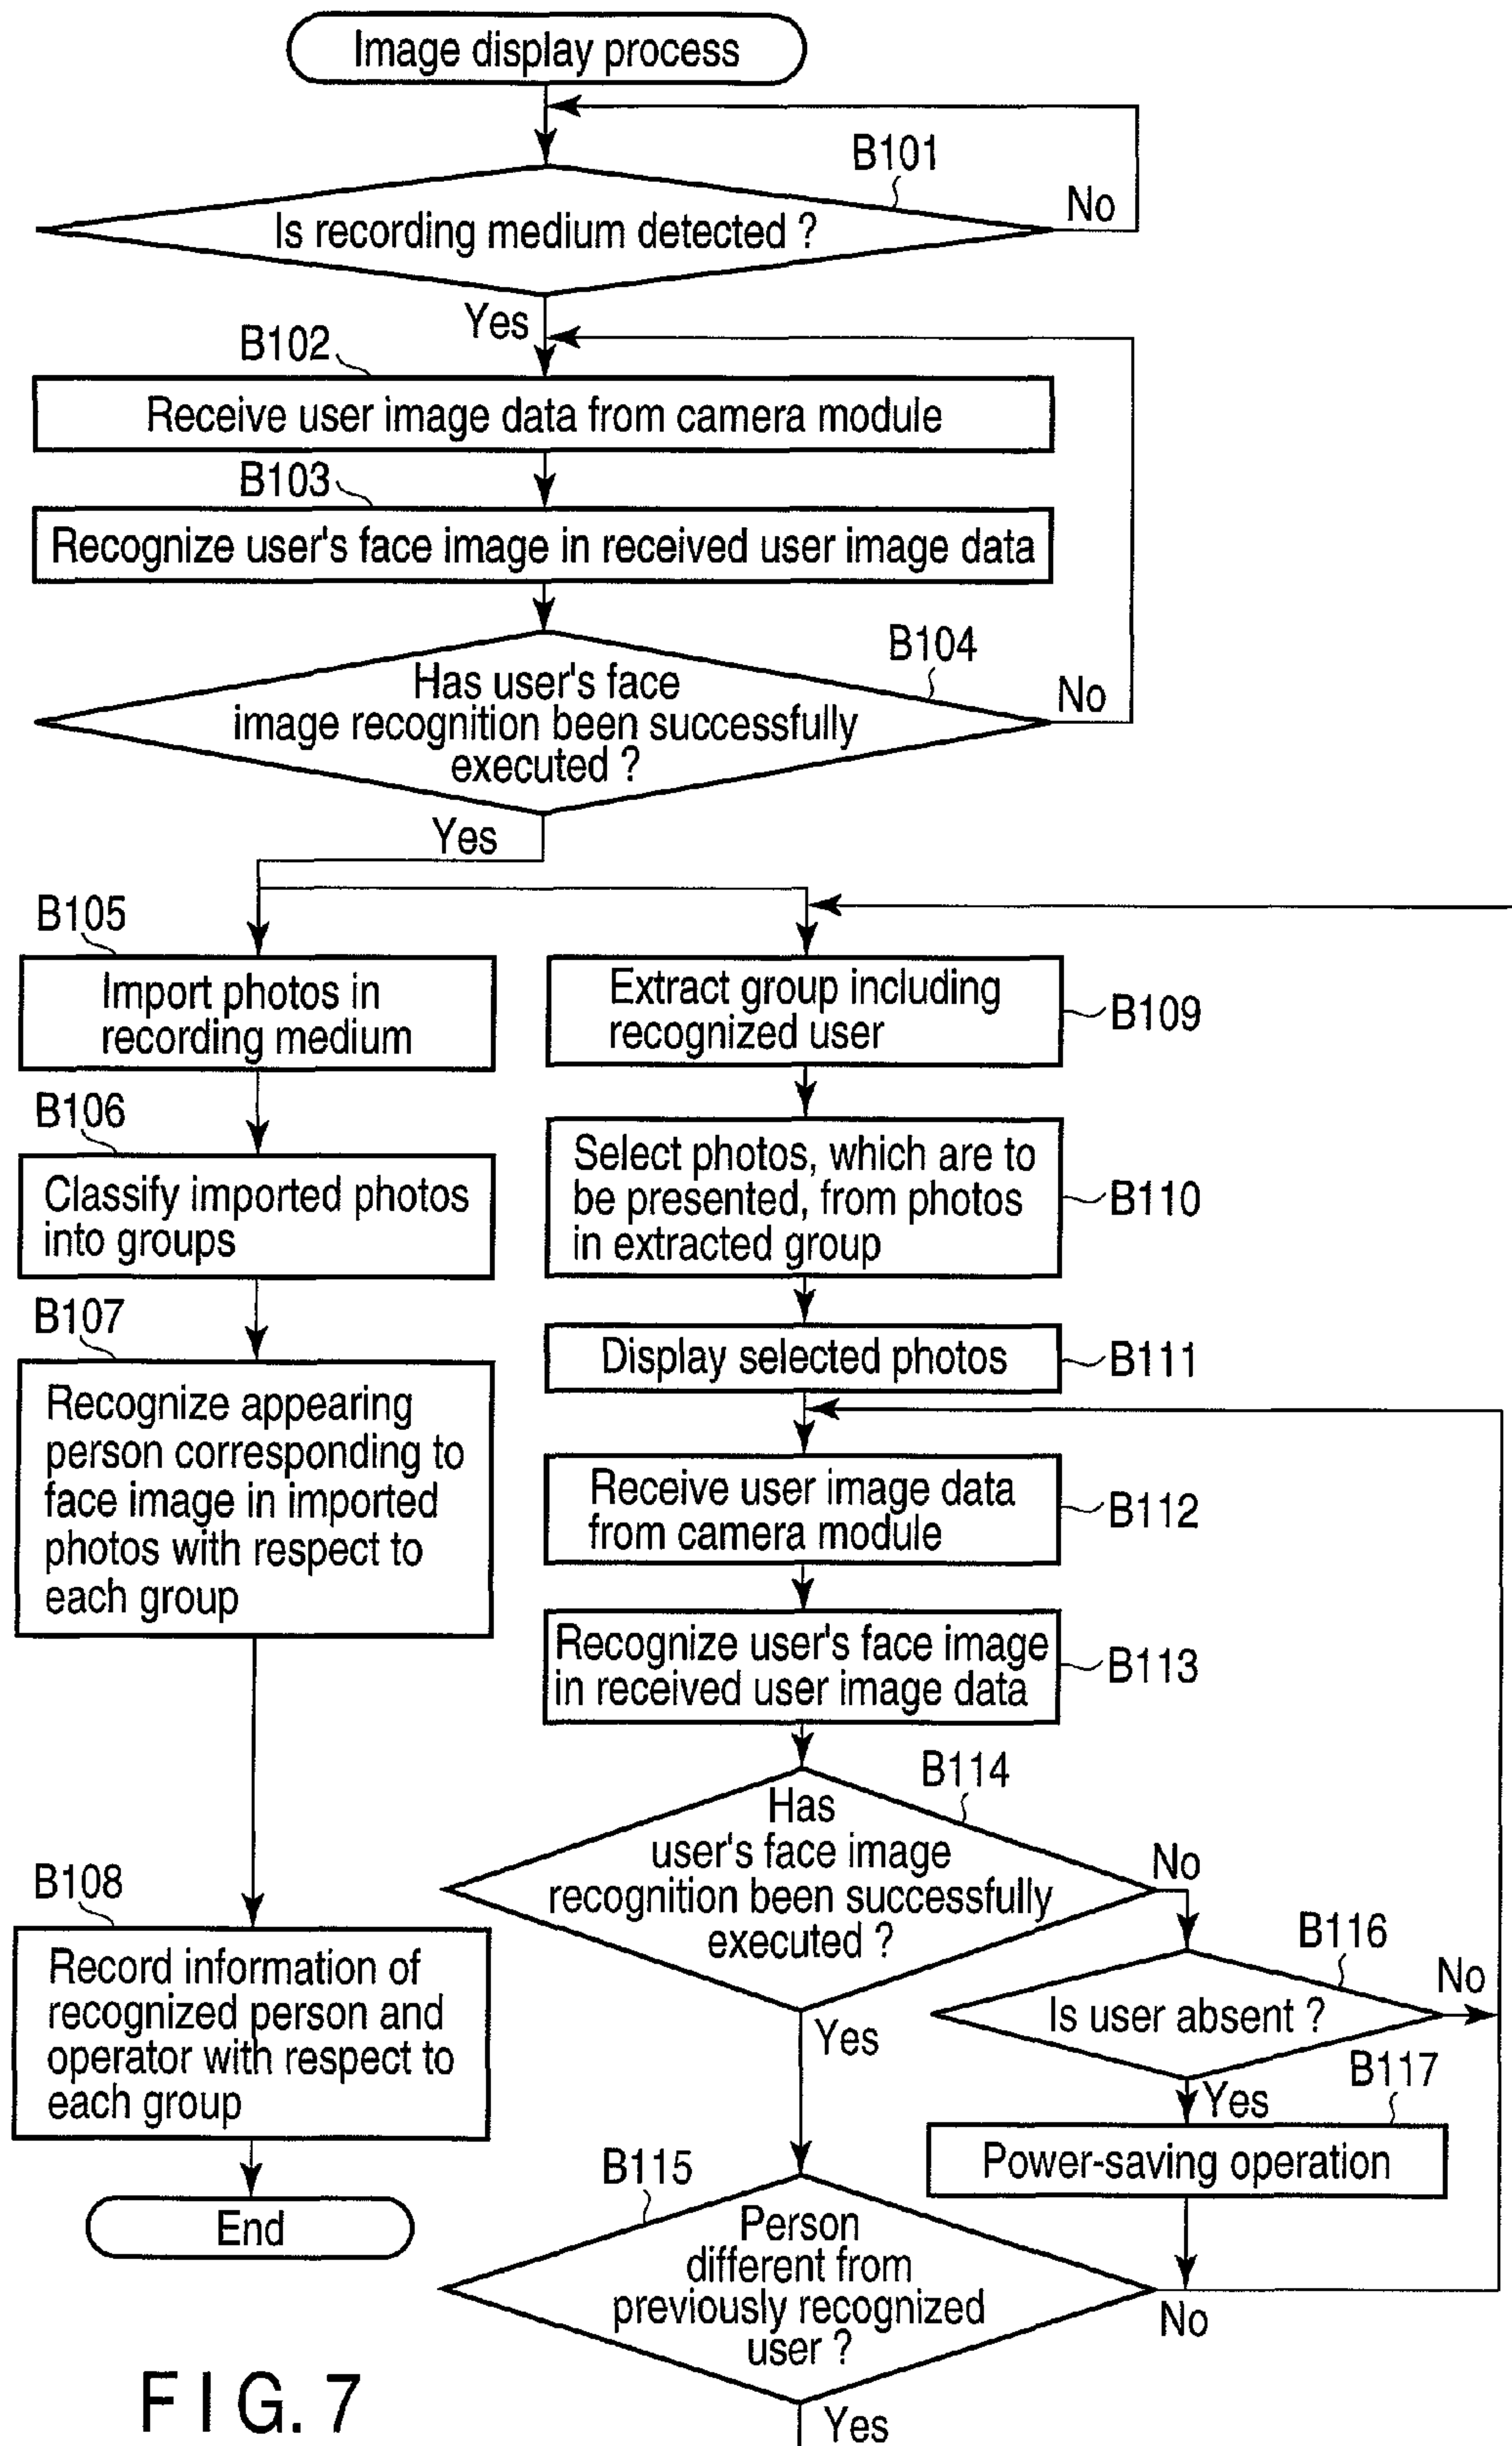 Image display process
B101
Is recording medium detected ?
No
Yes
B102
Receive user image data from camera module
B103
Recognize user's face image in received user image data
B104
Has user's face
image recognition been successfully
executed ?
No
Yes
B105
Import photos in
recording medium
B106
Classify imported photos
into groups
B107
Recognize appearing
person corresponding to
face image in imported
photos with respect to
each group
B108
Record information of
recognized person and
operator with respect to
each group
End
Extract group including
recognized user
B109
Select photos, which are to
be presented, from photos
in extracted group
B110
Display selected photos
B111
Receive user image data
from camera module
B112
Recognize user's face image
in received user image data
B113
B114
Has
user's face image
recognition been successfully
executed ?
No
Yes
B116
Is user absent ?
No
Yes
B117
Power-saving operation
B115
Person
different from
previously recognized
user ?
No
Yes
FIG. 7